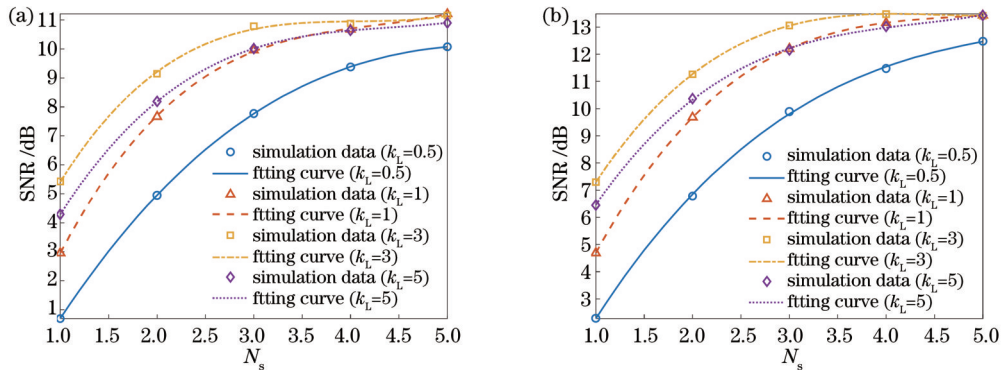 (a)
SNR /dB
11
10
9
8
7
6
5
4
3
2
1
simulation data (kL=0.5)
ftting curve (kL=0.5)
simulation data (kL=1)
ftting curve (kL=1)
simulation data (kL=3)
ftting curve (kL=3)
simulation data (kL=5)
ftting curve (kL=5)
1.0 1.5 2.0 2.5 3.0 3.5 4.0 4.5 5.0
Ns
(b)
SNR /dB
13
12
11
10
9
8
7
6
5
4
3
simulation data (kL=0.5)
ftting curve (kL=0.5)
simulation data (kL=1)
ftting curve (kL=1)
simulation data (kL=3)
ftting curve (kL=3)
simulation data (kL=5)
ftting curve (kL=5)
1.0 1.5 2.0 2.5 3.0 3.5 4.0 4.5 5.0
Ns